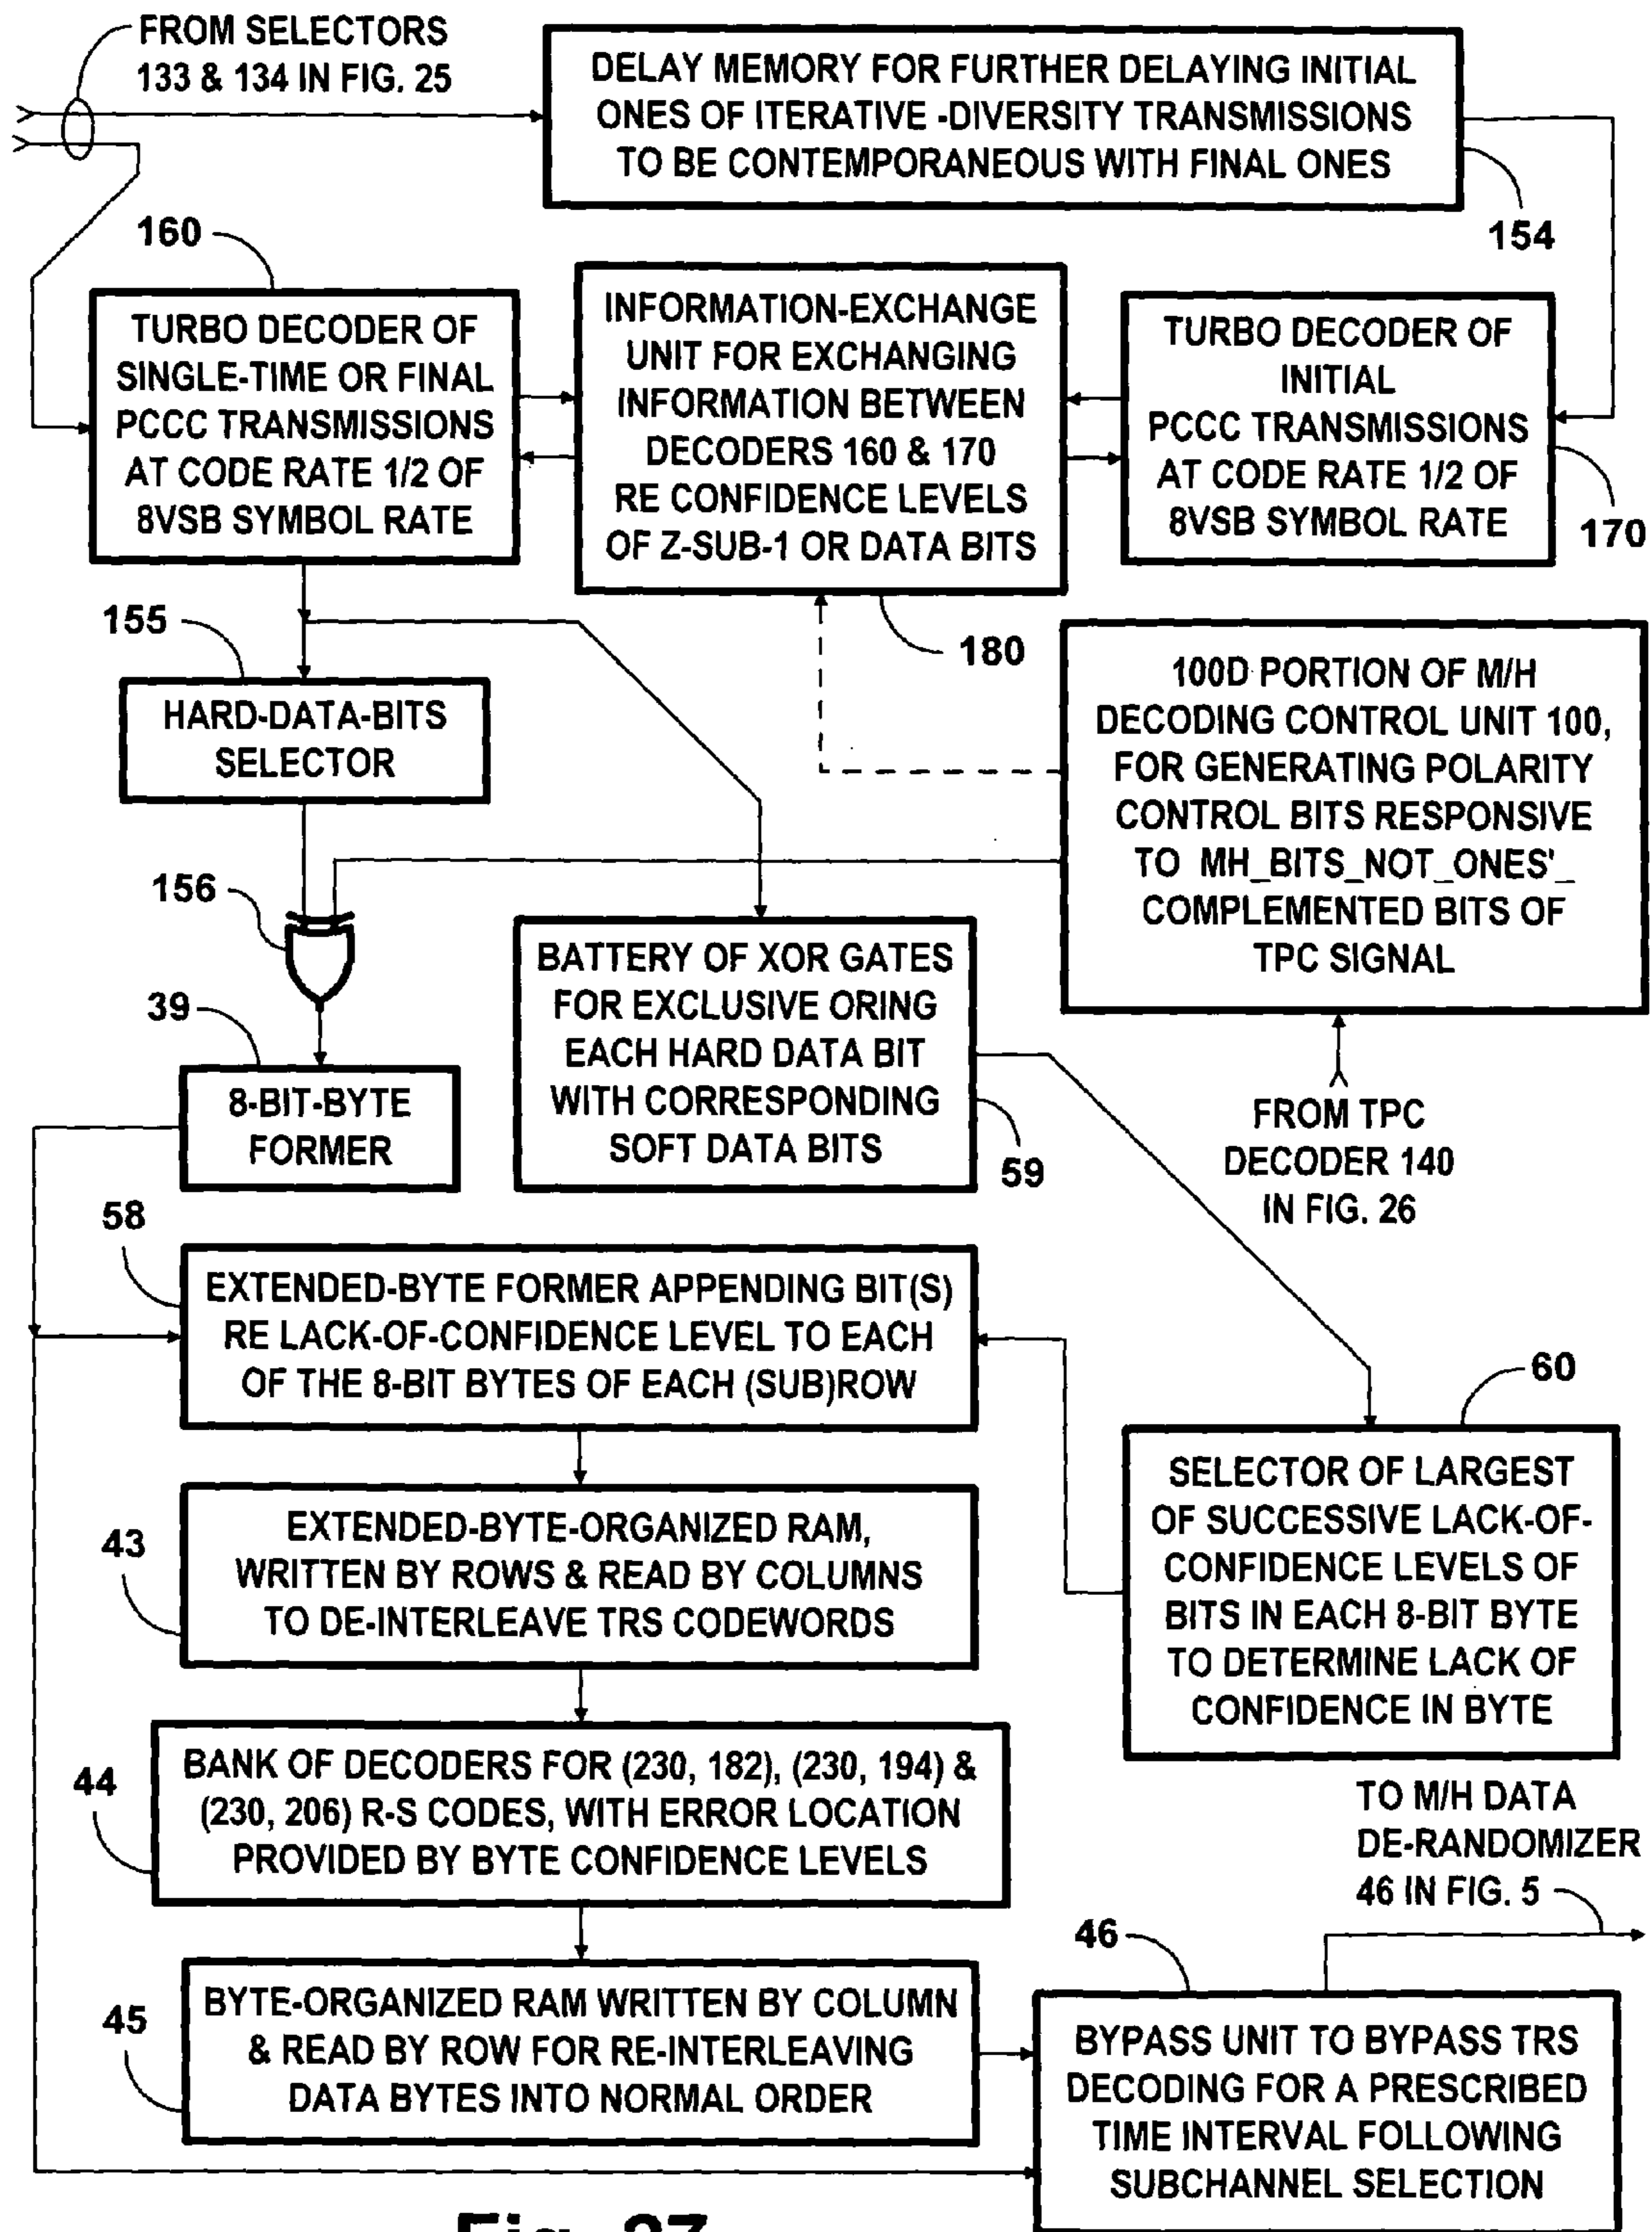 FROM SELECTORS
133 & 134 IN FIG. 25
DELAY MEMORY FOR FURTHER DELAYING INITIAL
ONES OF ITERATIVE -DIVERSITY TRANSMISSIONS
TO BE CONTEMPORANEOUS WITH FINAL ONES
154
160
TURBO DECODER OF
SINGLE-TIME OR FINAL
PCCC TRANSMISSIONS
AT CODE RATE 1/2 OF
8VSB SYMBOL RATE
INFORMATION-EXCHANGE
UNIT FOR EXCHANGING
INFORMATION BETWEEN
DECODERS 160 & 170
RE CONFIDENCE LEVELS
OF Z-SUB-1 OR DATA BITS
180
TURBO DECODER OF
INITIAL
PCCC TRANSMISSIONS
AT CODE RATE 1/2 OF
8VSB SYMBOL RATE
170
155
HARD-DATA-BITS
SELECTOR
100D PORTION OF M/H
DECODING CONTROL UNIT 100,
FOR GENERATING POLARITY
CONTROL BITS RESPONSIVE
TO MH_BITS_NOT_ONES'_
COMPLEMENTED BITS OF
TPC SIGNAL
FROM TPC
DECODER 140
IN FIG. 26
156
39
8-BIT-BYTE
FORMER
BATTERY OF XOR GATES
FOR EXCLUSIVE ORING
EACH HARD DATA BIT
WITH CORRESPONDING
SOFT DATA BITS
59
58
EXTENDED-BYTE FORMER APPENDING BIT(S)
RE LACK-OF-CONFIDENCE LEVEL TO EACH
OF THE 8-BIT BYTES OF EACH (SUB)ROW
60
SELECTOR OF LARGEST
OF SUCCESSIVE LACK-OF-
CONFIDENCE LEVELS OF
BITS IN EACH 8-BIT BYTE
TO DETERMINE LACK OF
CONFIDENCE IN BYTE
43
EXTENDED-BYTE-ORGANIZED RAM,
WRITTEN BY ROWS & READ BY COLUMNS
TO DE-INTERLEAVE TRS CODEWORDS
44
BANK OF DECODERS FOR (230, 182), (230, 194) &
(230, 206) R-S CODES, WITH ERROR LOCATION
PROVIDED BY BYTE CONFIDENCE LEVELS
TO M/H DATA
DE-RANDOMIZER
46 IN FIG. 5
45
BYTE-ORGANIZED RAM WRITTEN BY COLUMN
& READ BY ROW FOR RE-INTERLEAVING
DATA BYTES INTO NORMAL ORDER
46
BYPASS UNIT TO BYPASS TRS
DECODING FOR A PRESCRIBED
TIME INTERVAL FOLLOWING
SUBCHANNEL SELECTION
Fig. 27